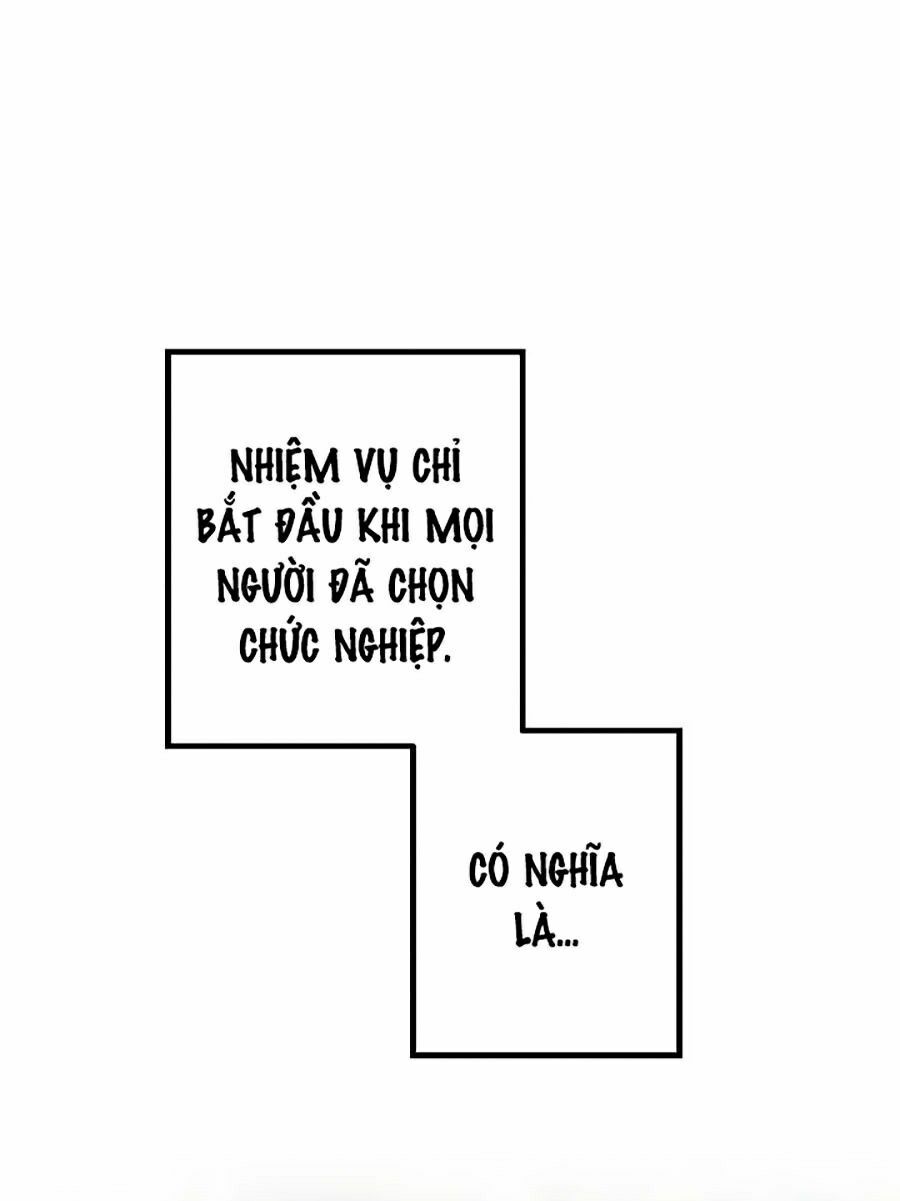 NHIỆM VỤ CHỈ
BẮT ĐẦU KHI MỌI
NGƯỜI ĐÃ CHỌN
CHỨC NGHIỆP.
CÓ NGHĨA
LÀ...